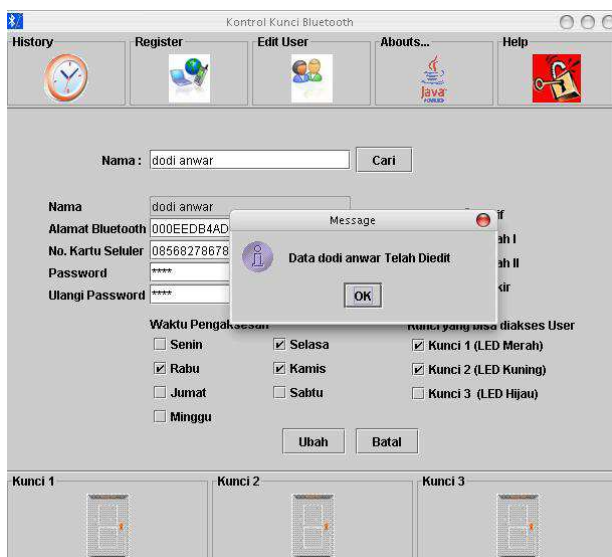 Kontrol Kunci Bluetooth
History Register Edit User Abouts... Help
Java
POWERED
Nama : dodi anwar Cari
Nama dodi anwar
Alamat Bluetooth 000EEDB4AD
No. Kartu Seluler 08568278678
Password ****
Ulangi Password ****
Message
Data dodi anwar Telah Diedit
OK
Waktu Pengaksesan Kunci yang bisa diakses User
Senin Selasa Kunci 1 (LED Merah)
Rabu Kamis Kunci 2 (LED Kuning)
Jumat Sabtu Kunci 3 (LED Hijau)
Minggu
Ubah Batal
Kunci 1 Kunci 2 Kunci 3